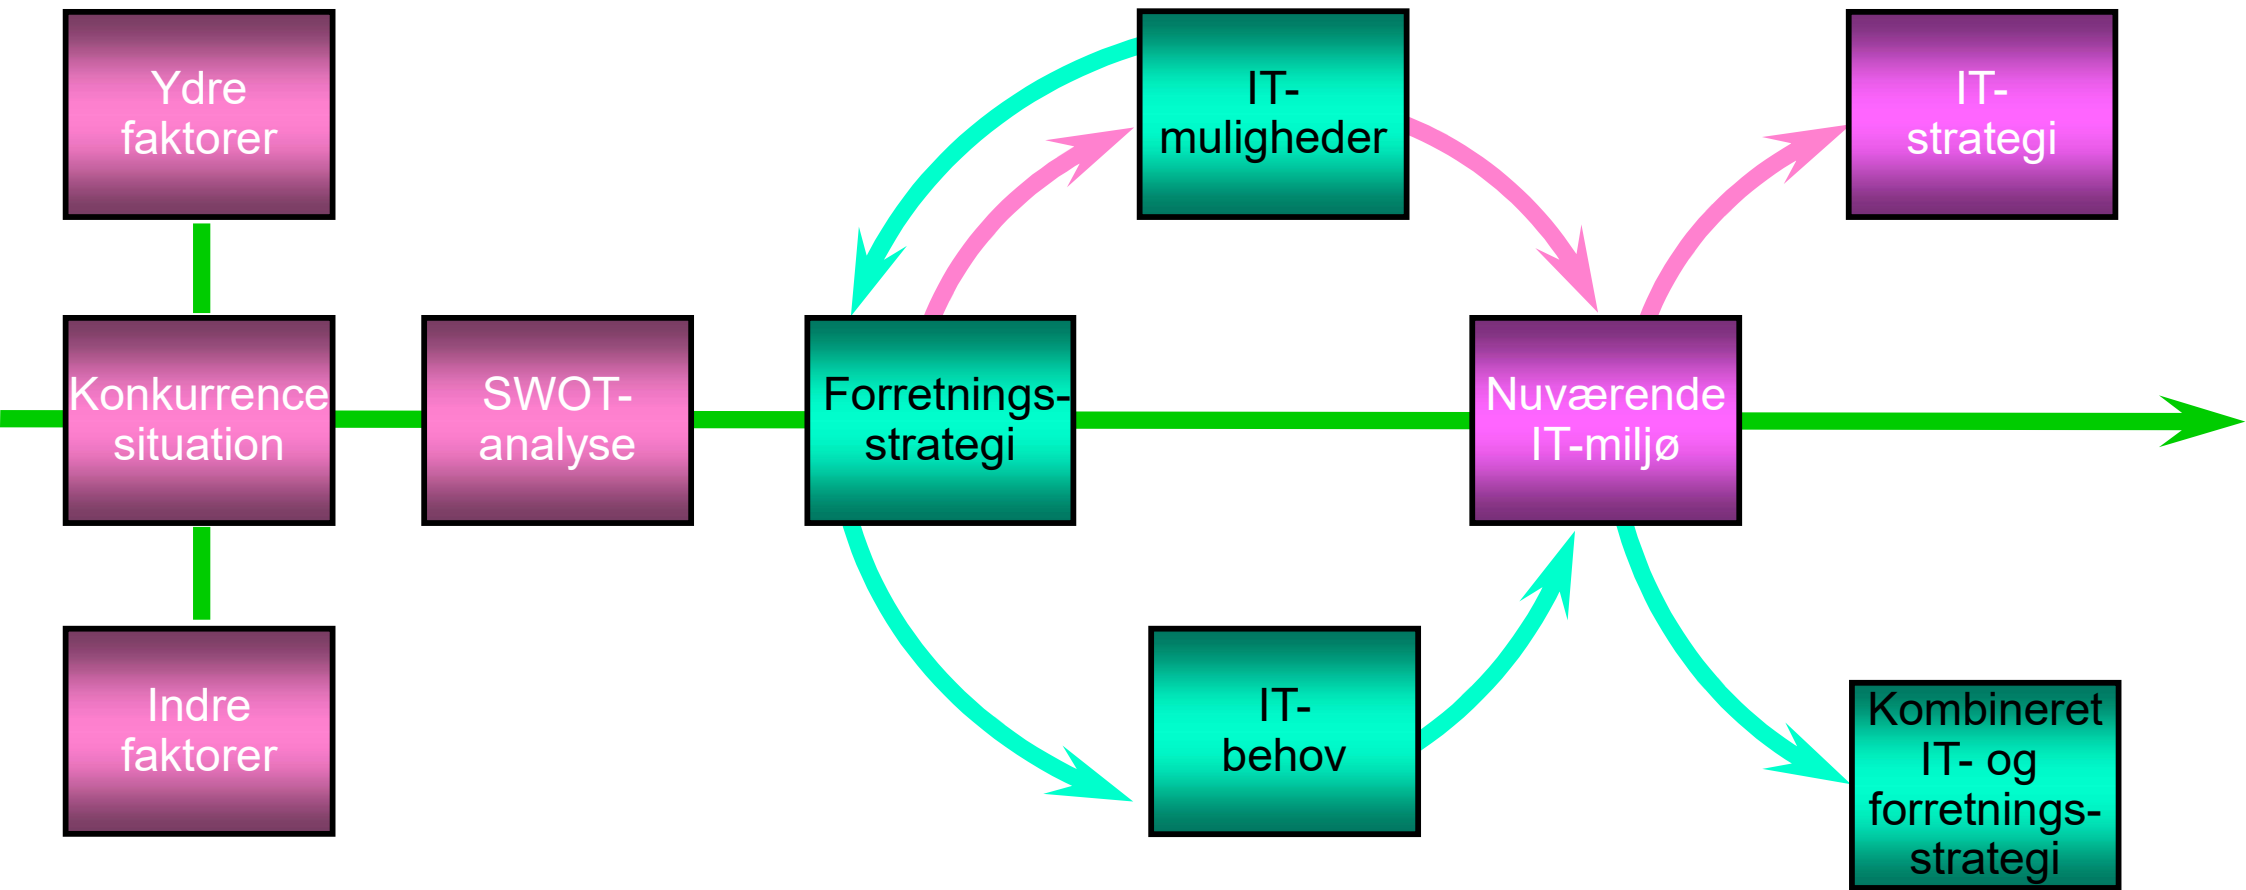 Ydre
faktorer
Konkurrence
situation
Indre
faktorer
SWOT-
analyse
Forretnings-
strategi
IT-
muligheder
IT-
behov
Nuværende
IT-miljø
IT-
strategi
Kombineret
IT- og
forretnings-
strategi